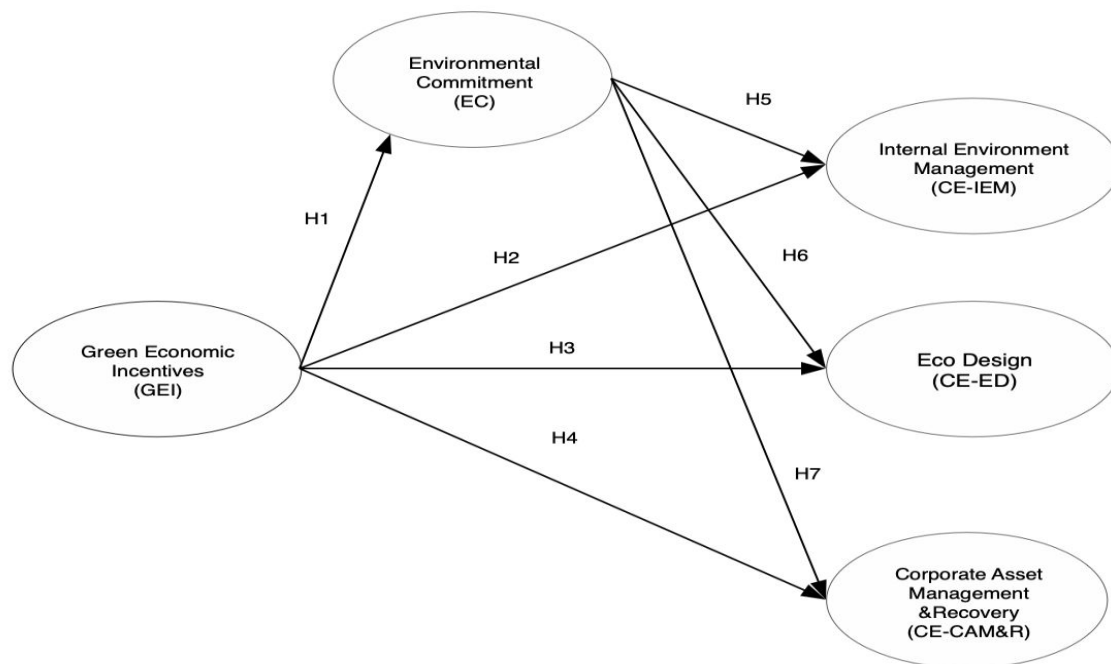 Environmental
Commitment
(EC)
H5
Internal Environment
Management
(CE-IEM)
H1
H2
H6
Green Economic
Incentives
(GEI)
H3
Eco Design
(CE-ED)
H4
H7
Corporate Asset
Management
&Recovery
(CE-CAM&R)